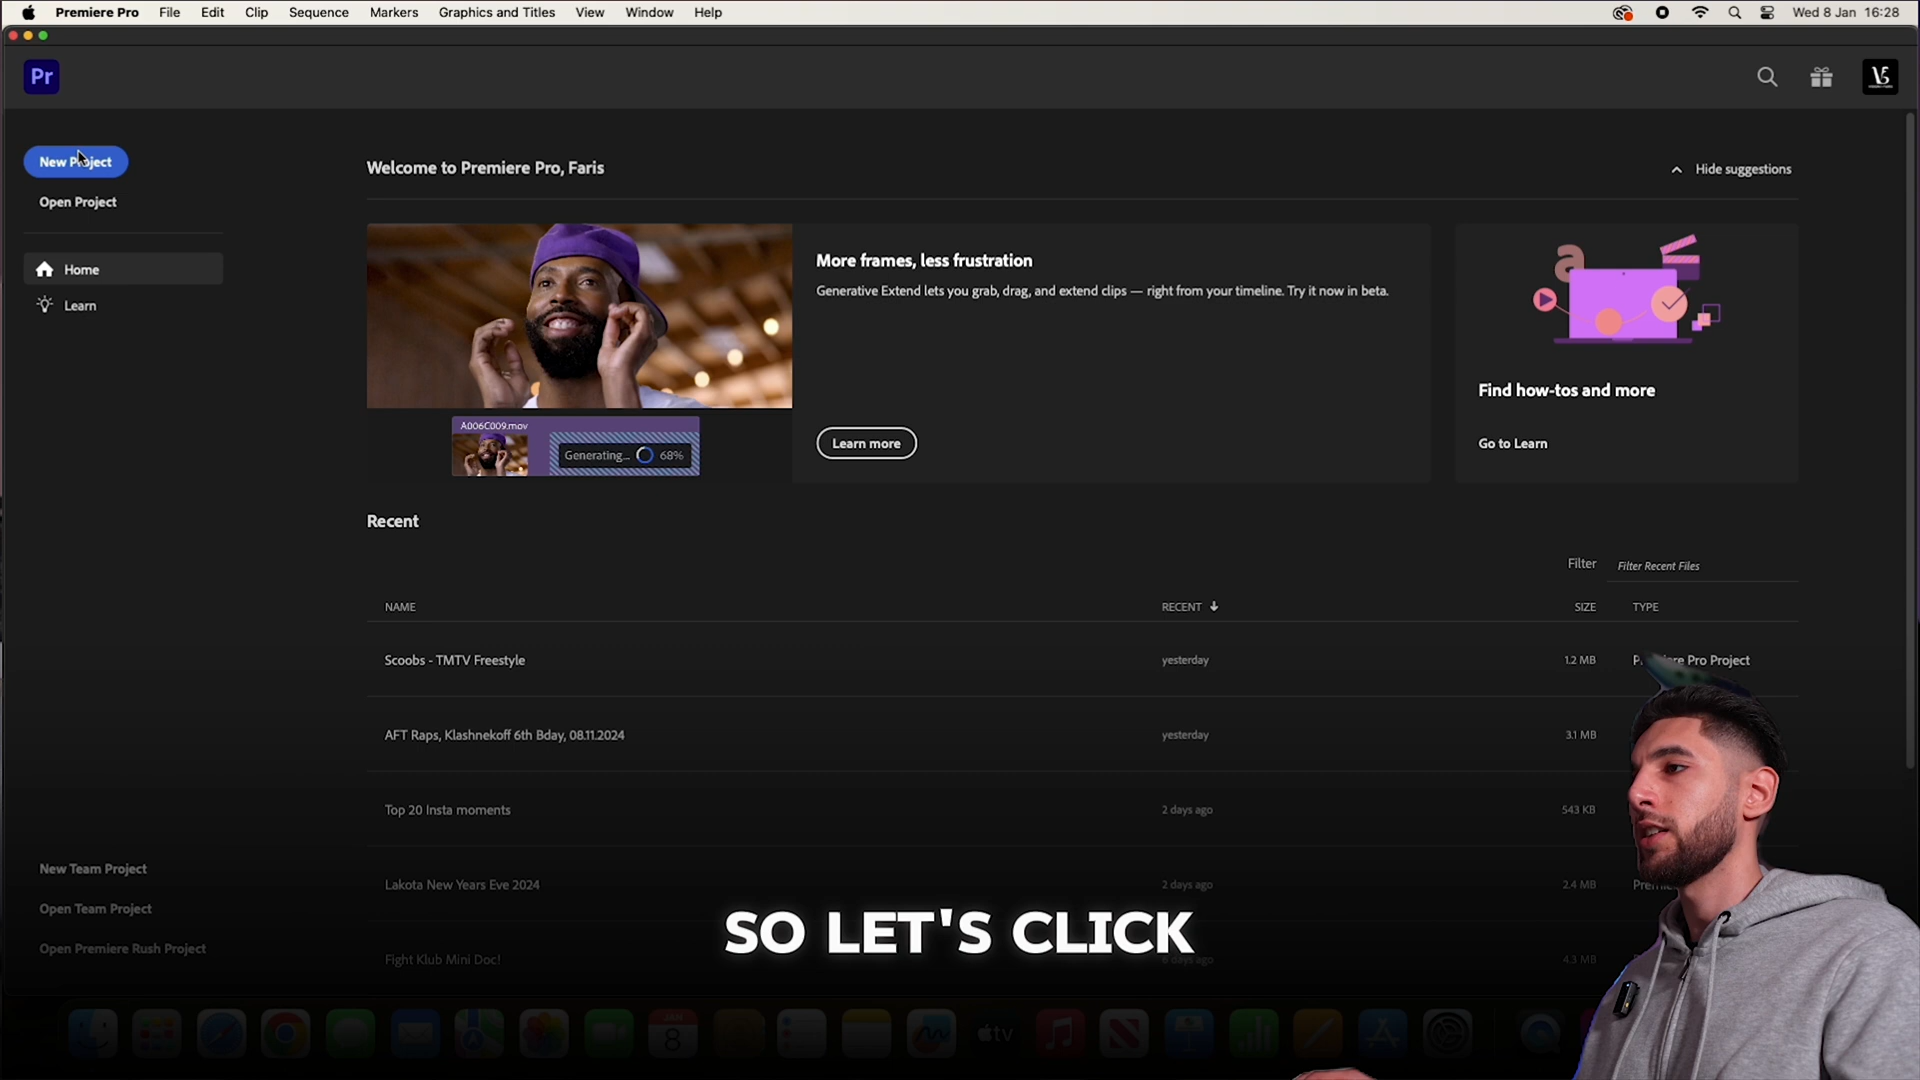 Premiere Pro File Edit Clip Sequence Markers Graphics and Titles View Window Help Wed 8 Jan 16:28
Pr
New Project
Open Project
Home
Learn
Welcome to Premiere Pro, Faris
Hide suggestions
More frames, less frustration
Generative Extend lets you grab, drag, and extend clips — right from your timeline. Try it now in beta.
Learn more
A006C009.mov
Generating... 68%
Find how-tos and more
Go to Learn
Recent
Filter Filter Recent Files
NAME RECENT SIZE TYPE
Scoobs - TMTV Freestyle yesterday 1.2 MB Pro Project
AFT Raps, Klashnekoff 6th Bday, 08.11.2024 yesterday 3.1 MB
Top 20 Insta moments 2 days ago 543 KB
Lakota New Years Eve 2024 2 days ago 2.4 MB
Fight Klub Mini Doc! days ago 4.3 MB
New Team Project
Open Team Project
Open Premiere Rush Project
SO LET'S CLICK
JAN
8
tv